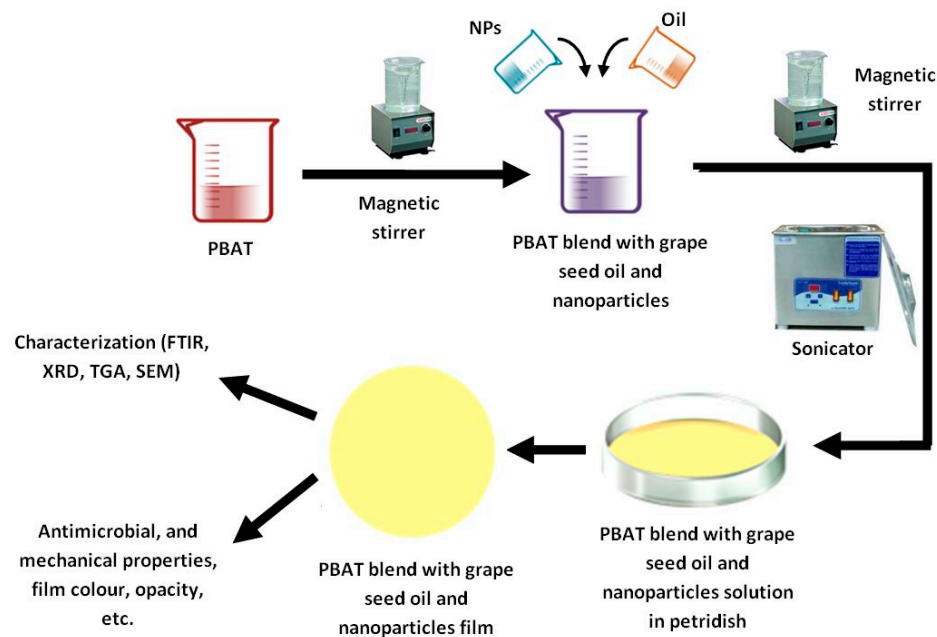 NPs
Oil
Magnetic
stirrer
PBAT
Magnetic
stirrer
PBAT blend with grape
seed oil and
nanoparticles
Sonicator
Characterization (FTIR,
XRD, TGA, SEM)
Antimicrobial, and
mechanical properties,
film colour, opacity,
etc.
PBAT blend with grape
seed oil and
nanoparticles film
PBAT blend with grape
seed oil and
nanoparticles solution
in petridish